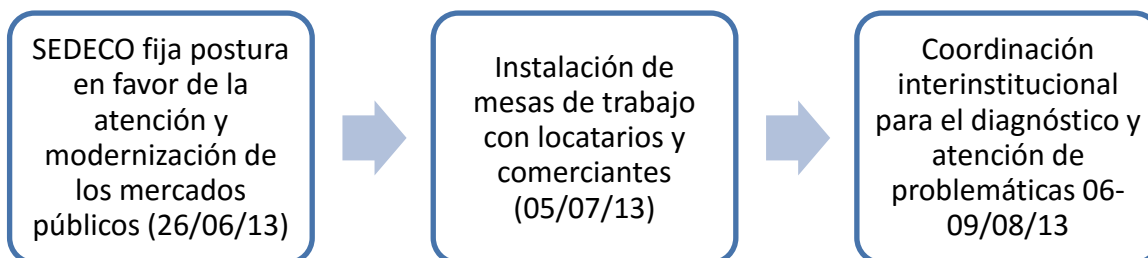 SEDECO fija postura
en favor de la
atención y
modernización de
los mercados
públicos (26/06/13)
Instalación de
mesas de trabajo
con locatarios y
comerciantes
(05/07/13)
Coordinación
interinstitucional
para el diagnóstico y
atención de
problemáticas 06-
09/08/13